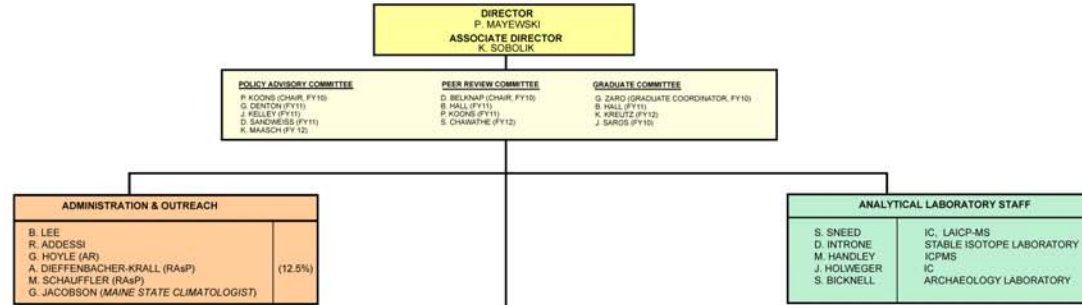 DIRECTOR
P. MAYEWSKI
ASSOCIATE DIRECTOR
K. SOBOLIK
POLICY ADVISORY COMMITTEE
P. KOONS (CHAIR, FY10)
G. DENTON (FY11)
J. KELLEY (FY11)
D. SANDWEISS (FY11)
K. MAASCH (FY 12)
PEER REVIEW COMMITTEE
D. BELKNAP (CHAIR, FY10)
B. HALL (FY11)
P. KOONS (FY11)
S. CHAWATHE (FY12)
GRADUATE COMMITTEE
G. ZARO (GRADUATE COORDINATOR, FY10)
B. HALL (FY11)
K. KREUTZ (FY12)
J. SAROS (FY10)
ADMINISTRATION & OUTREACH
B. LEE
R. ADDESSI
G. HOYLE (AR)
A. DIEFFENBACHER-KRALL (RAsP) (12.5%)
M. SCHAUFFLER (RAsP)
G. JACOBSON (MAINE STATE CLIMATOLOGIST)
ANALYTICAL LABORATORY STAFF
S. SNEED IC, LAICP-MS
D. INTRONE STABLE ISOTOPE LABORATORY
M. HANDLEY ICPMS
J. HOLWEGER IC
S. BICKNELL ARCHAEOLOGY LABORATORY